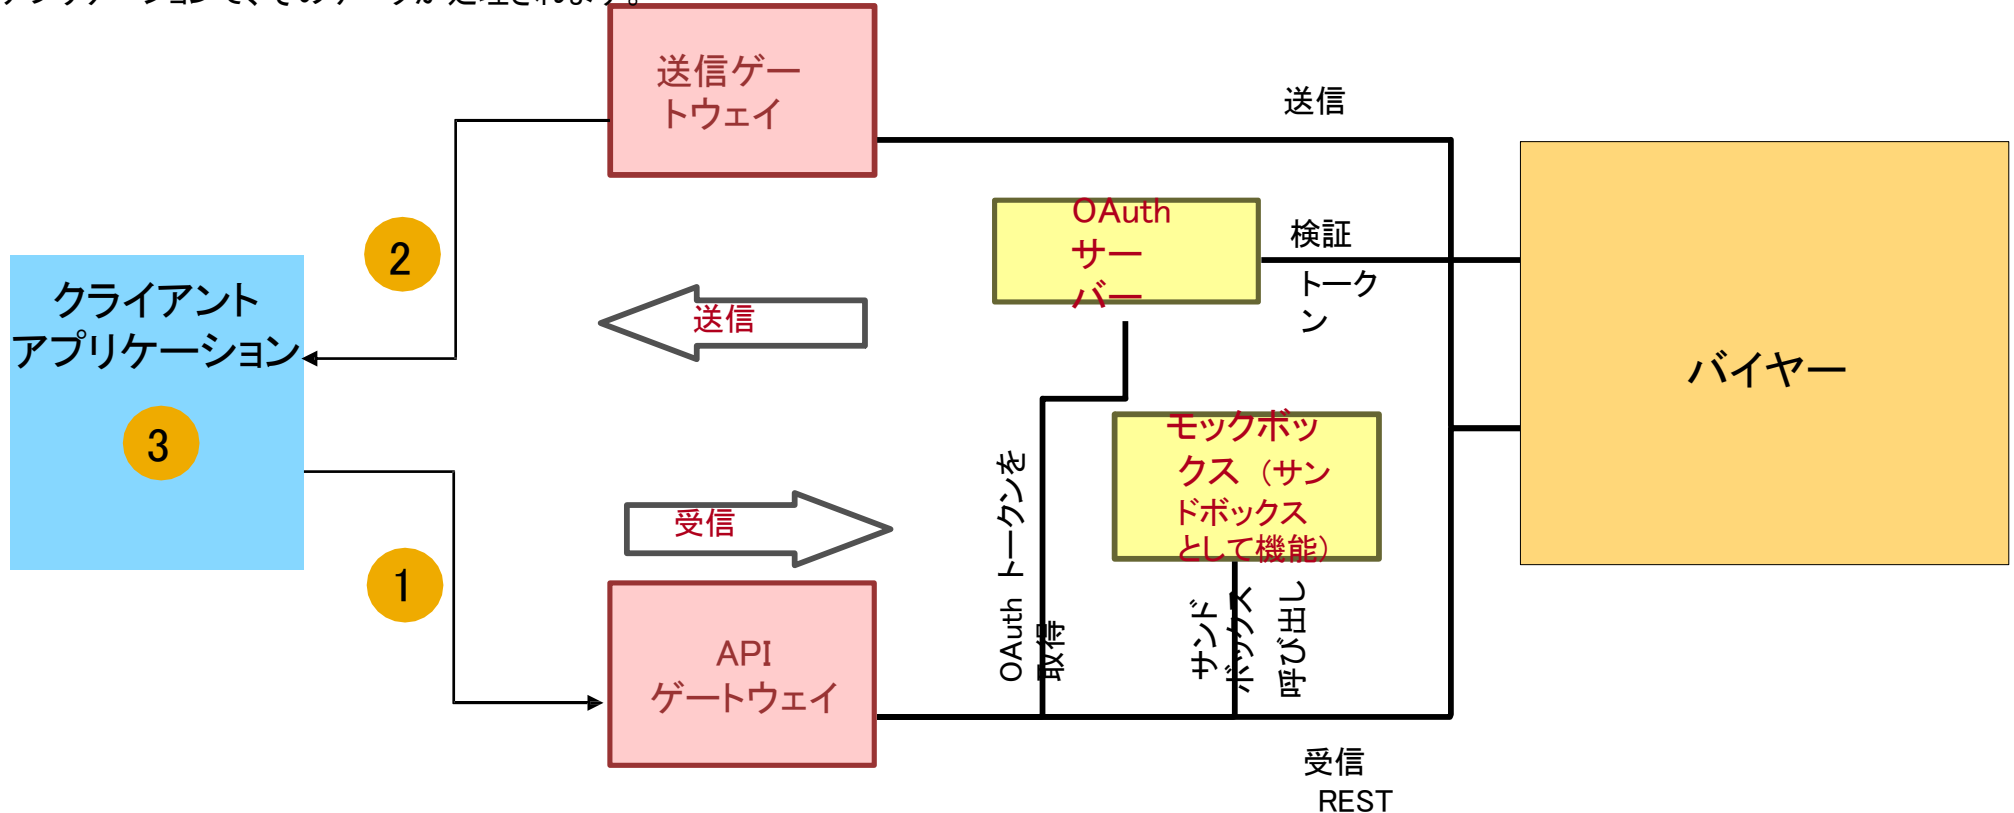 送信ゲー
トウェイ
送信
OAuth
サー
バー
検証
トーク
ン
2
クライアント
アプリケーション
送信
バイヤー
3
モックボッ
クス（サン
ドボックス
として機能）
受信
OAuth トークンを
取得
サンド
ボックス
呼び出し
1
API
ゲートウェイ
受信
REST